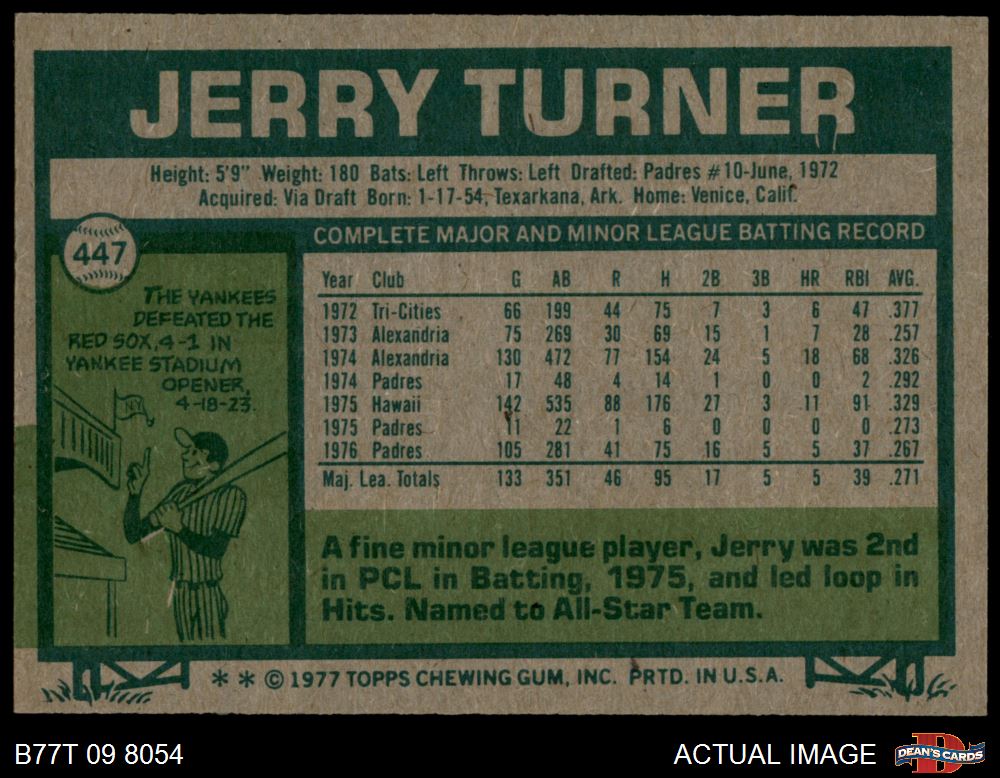 JERRY TURNER
Height: 5'9" Weight: 180 Bats: Left Throws: Left Drafted: Padres #10-June, 1972
Acquired: Via Draft Born: 1-17-54, Texarkana, Ark. Home: Venice, Calif.
447
THE YANKEES
DEFEATED THE
RED SOX, 4-1 IN
YANKEE STADIUM
OPENER,
4-18-23.
NY
COMPLETE MAJOR AND MINOR LEAGUE BATTING RECORD
Year Club G AB R H 2B 3B HR RBI AVG.
1972 Tri-Cities 66 199 44 75 7 3 6 47 .377
1973 Alexandria 75 269 30 69 15 1 7 28 .257
1974 Alexandria 130 472 77 154 24 5 18 68 .326
1974 Padres 17 48 4 14 1 0 0 2 .292
1975 Hawaii 142 535 88 176 27 3 11 91 .329
1975 Padres 11 22 1 6 0 0 0 0 .273
1976 Padres 105 281 41 75 16 5 5 37 .267
Maj. Lea. Totals 133 351 46 95 17 5 5 39 .271
A fine minor league player, Jerry was 2nd
in PCL in Batting, 1975, and led loop in
Hits. Named to All-Star Team.
* * © 1977 TOPPS CHEWING GUM, INC. PRTD. IN U.S.A.
B77T 09 8054
ACTUAL IMAGE
D
DEAN'S CARDS